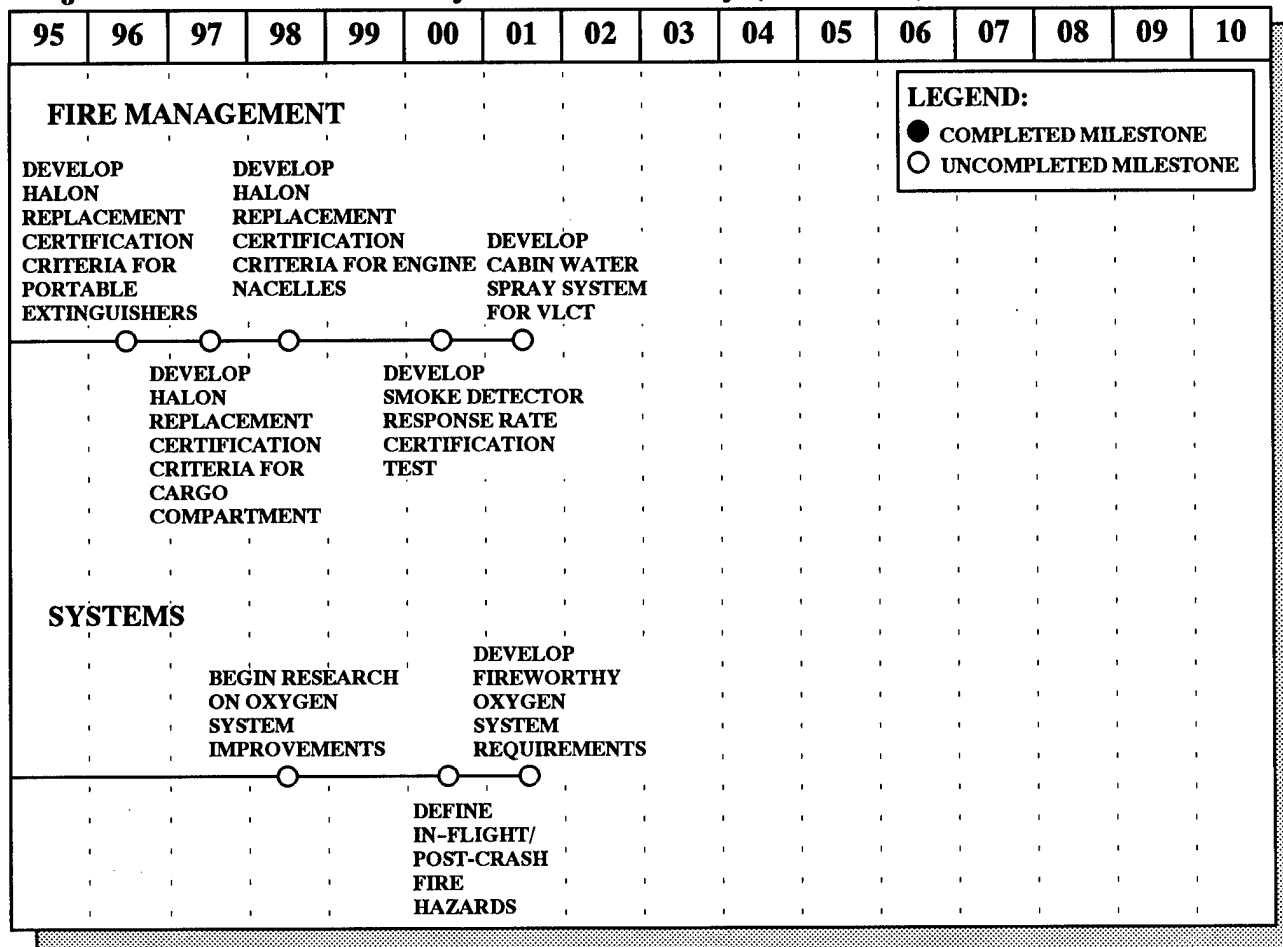 95 96 97 98 99 00 01 02 03 04 05 06 07 08 09 10
LEGEND:
COMPLETED MILESTONE
UNCOMPLETED MILESTONE
FIRE MANAGEMENT
DEVELOP
HALON
REPLACEMENT
CERTIFICATION
CRITERIA FOR
PORTABLE
EXTINGUISHERS
DEVELOP
HALON
REPLACEMENT
CERTIFICATION
CRITERIA FOR ENGINE
NACELLES
DEVELOP
CABIN WATER
SPRAY SYSTEM
FOR VLCT
DEVELOP
HALON
REPLACEMENT
CERTIFICATION
CRITERIA FOR
CARGO
COMPARTMENT
DEVELOP
SMOKE DETECTOR
RESPONSE RATE
CERTIFICATION
TEST
SYSTEMS
BEGIN RESEARCH
ON OXYGEN
SYSTEM
IMPROVEMENTS
DEVELOP
FIREWORTHY
OXYGEN
SYSTEM
REQUIREMENTS
DEFINE
IN-FLIGHT/
POST-CRASH
FIRE
HAZARDS